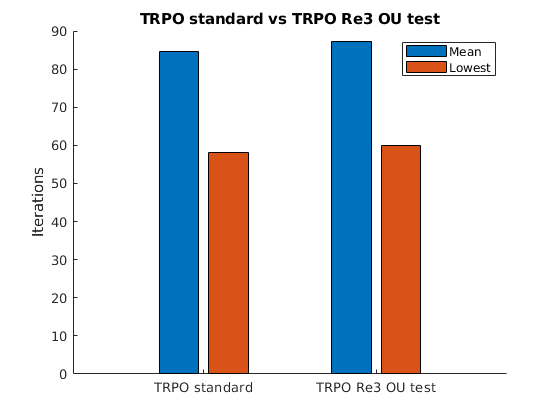 TRPO standard vs TRPO Re3 OU test
Mean
Lowest
90
80
70
60
50
40
30
20
10
0
Iterations
TRPO standard
TRPO Re3 OU test